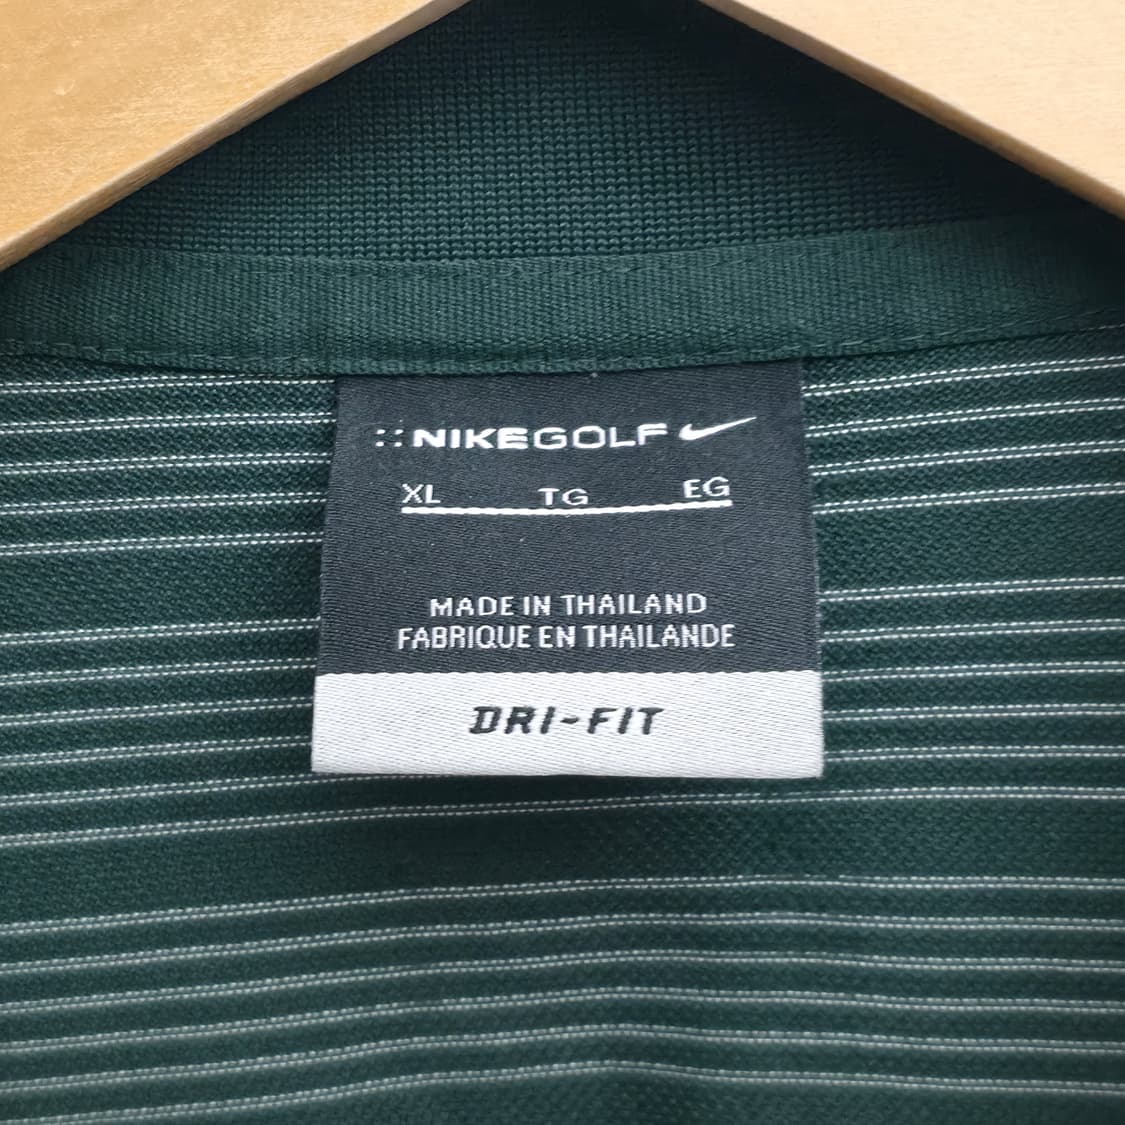 ::NIKEGOLF
XL TG EG
MADE IN THAILAND
FABRIQUE EN THAILANDE
DRI-FIT